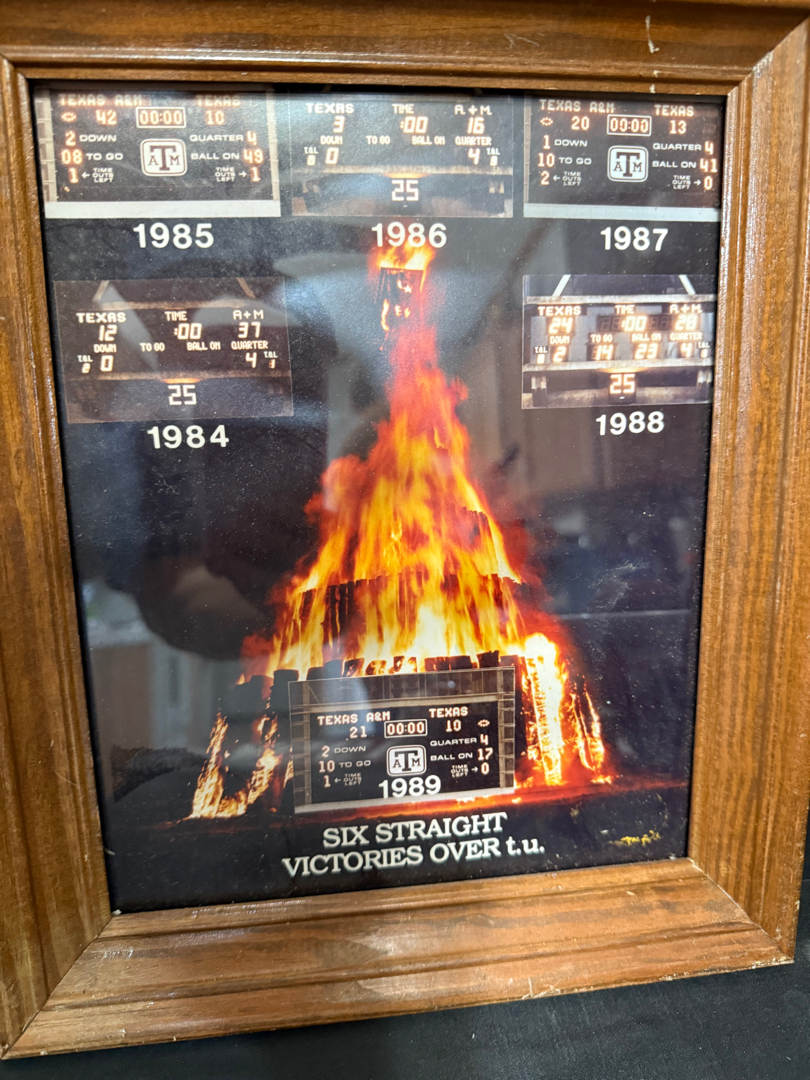 TEXAS A&M TEXAS
42 00:00 10
2 DOWN QUARTER 4
08 TO GO ATM BALL ON 49
1 ← TIME OUTS LEFT TIME OUTS LEFT → 1
1985
TEXAS TIME A+M
3 :00 16
DOWN TO GO BALL ON QUARTER
T.O.L 0 4 T.O.L
25
1986
TEXAS A&M TEXAS
20 00:00 13
1 DOWN QUARTER 4
10 TO GO ATM BALL ON 41
2 ← TIME OUTS LEFT TIME OUTS LEFT → 0
1987
TEXAS TIME A+M
12 :00 37
DOWN TO GO BALL ON QUARTER
T.O.L 0 4 T.O.L
25
1984
TEXAS TIME A+M
24 :00 28
DOWN TO GO BALL ON QUARTER
T.O.L 2 14 23 4 T.O.L
25
1988
TEXAS A&M TEXAS
21 00:00 10
2 DOWN QUARTER 4
10 TO GO ATM BALL ON 17
1 ← TIME OUTS LEFT TIME OUTS LEFT → 0
1989
SIX STRAIGHT
VICTORIES OVER t.u.